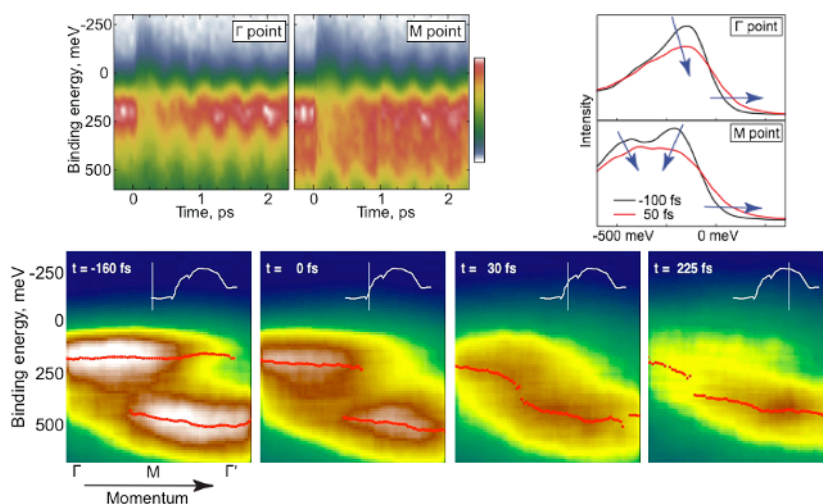 -250
0
250
500
Binding energy, meV
Γ point
M point
0
1
2
0
1
2
Time, ps
Time, ps
Γ point
M point
Intensity
-100 fs
50 fs
-500 meV
0 meV
-250
0
250
500
Binding energy, meV
t = -160 fs
t = 0 fs
t = 30 fs
t = 225 fs
Γ
M
Γ'
Momentum